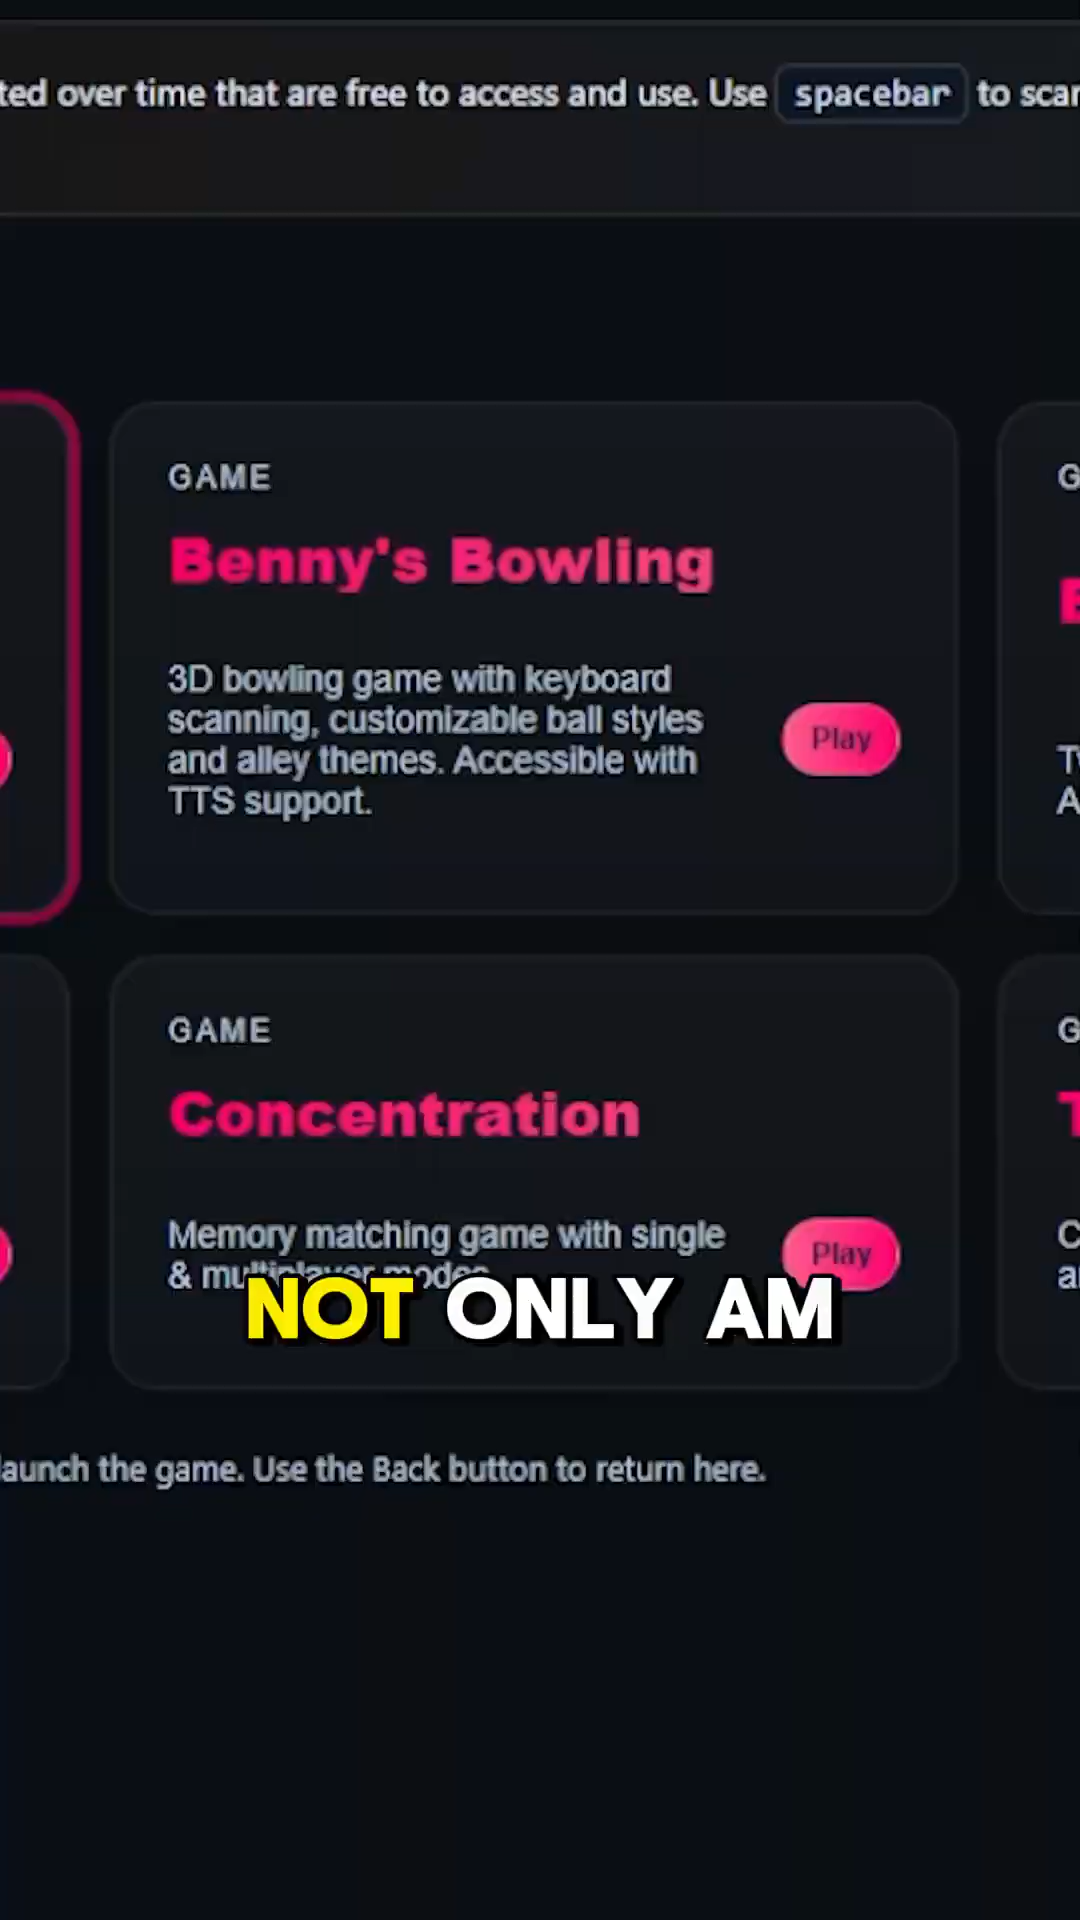 ted over time that are free to access and use. Use spacebar to scan
GAME
Benny's Bowling
3D bowling game with keyboard
scanning, customizable ball styles
and alley themes. Accessible with
TTS support.
Play
GAME
Concentration
Memory matching game with single
& multiplayer modes.
Play
NOT ONLY AM
launch the game. Use the Back button to return here.